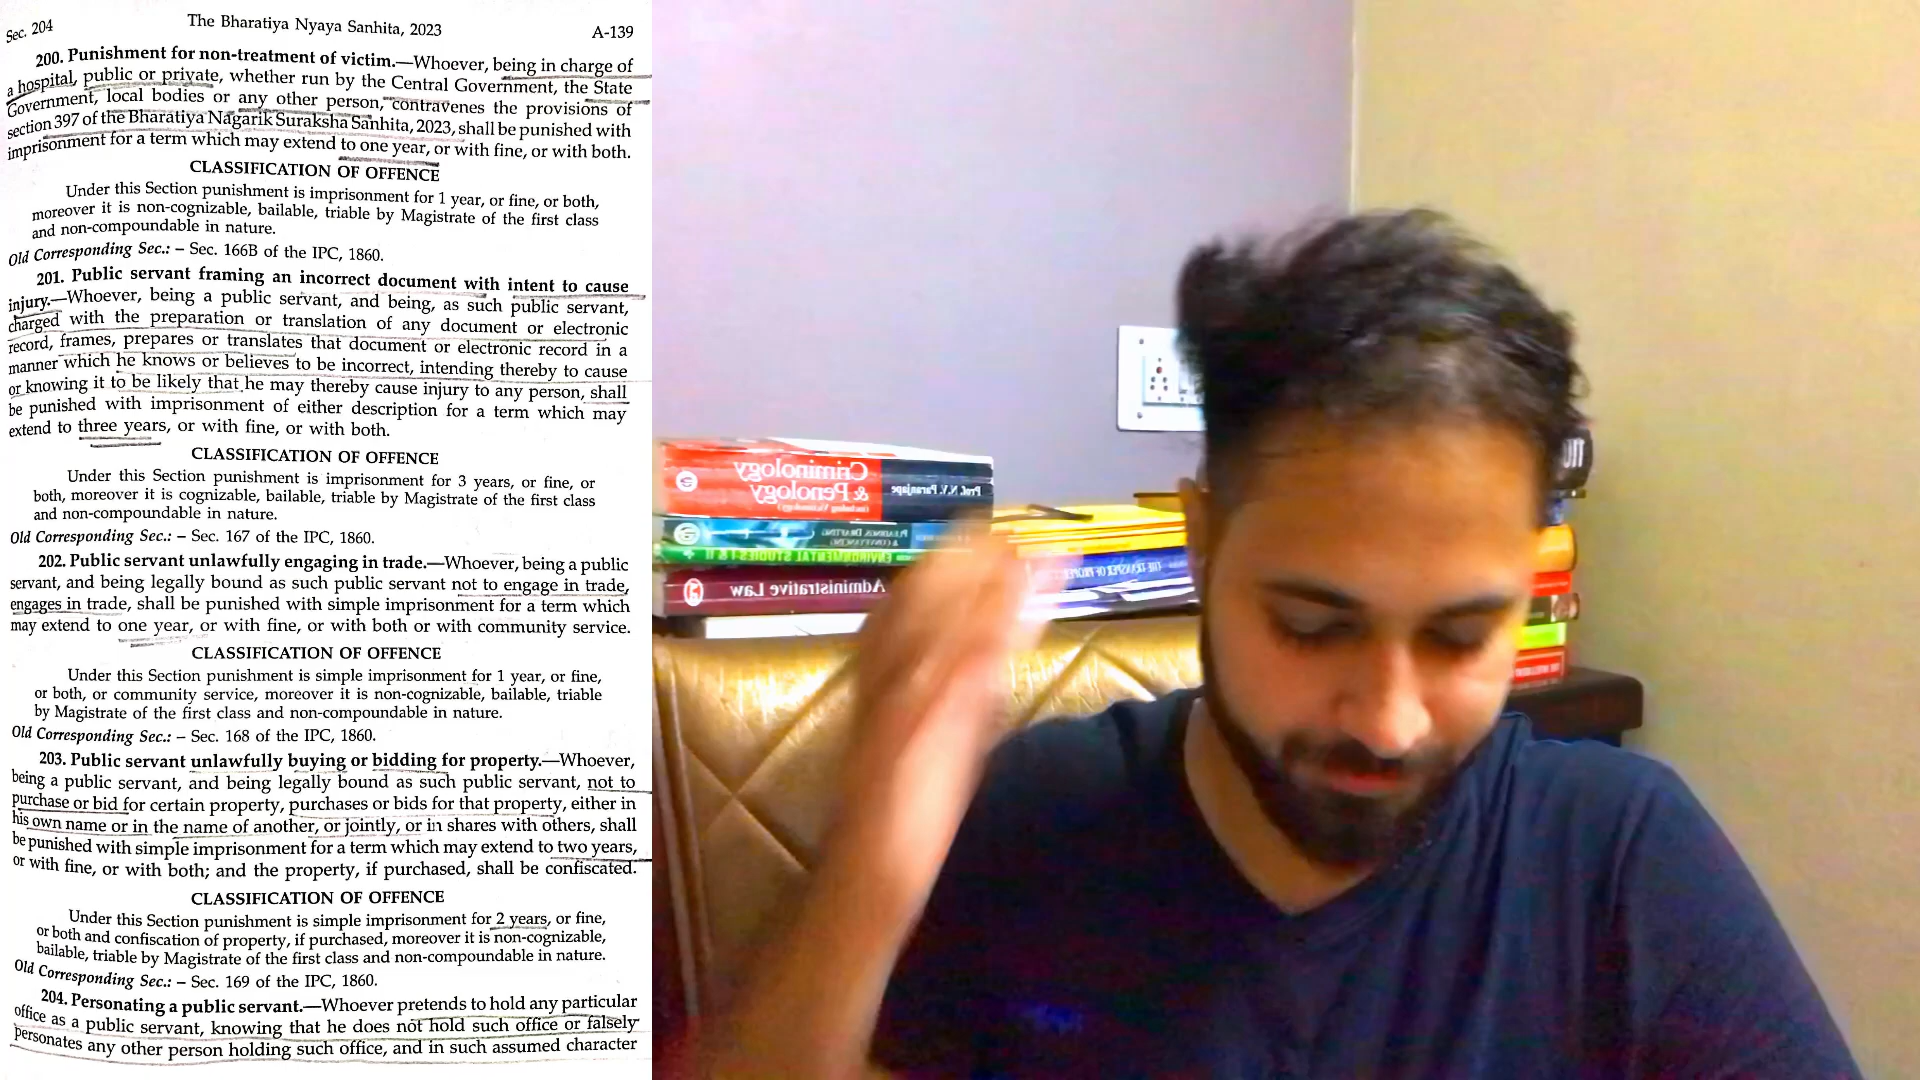 Sec. 204
The Bharatiya Nyaya Sanhita, 2023
A-139
200. Punishment for non-treatment of victim.—Whoever, being in charge of
a hospital, public or private, whether run by the Central Government, the State
Government, local bodies or any other person, contravenes the provisions of
section 397 of the Bharatiya Nagarik Suraksha Sanhita, 2023, shall be punished with
imprisonment for a term which may extend to one year, or with fine, or with both.
CLASSIFICATION OF OFFENCE
Under this Section punishment is imprisonment for 1 year, or fine, or both,
moreover it is non-cognizable, bailable, triable by Magistrate of the first class
and non-compoundable in nature.
Old Corresponding Sec.: – Sec. 166B of the IPC, 1860.
201. Public servant framing an incorrect document with intent to cause
injury.—Whoever, being a public servant, and being, as such public servant,
charged with the preparation or translation of any document or electronic
record, frames, prepares or translates that document or electronic record in a
manner which he knows or believes to be incorrect, intending thereby to cause
or knowing it to be likely that he may thereby cause injury to any person, shall
be punished with imprisonment of either description for a term which may
extend to three years, or with fine, or with both.
CLASSIFICATION OF OFFENCE
Under this Section punishment is imprisonment for 3 years, or fine, or
both, moreover it is cognizable, bailable, triable by Magistrate of the first class
and non-compoundable in nature.
Old Corresponding Sec.: – Sec. 167 of the IPC, 1860.
202. Public servant unlawfully engaging in trade.—Whoever, being a public
servant, and being legally bound as such public servant not to engage in trade,
engages in trade, shall be punished with simple imprisonment for a term which
may extend to one year, or with fine, or with both or with community service.
CLASSIFICATION OF OFFENCE
Under this Section punishment is simple imprisonment for 1 year, or fine,
or both, or community service, moreover it is non-cognizable, bailable, triable
by Magistrate of the first class and non-compoundable in nature.
Old Corresponding Sec.: – Sec. 168 of the IPC, 1860.
203. Public servant unlawfully buying or bidding for property.—Whoever,
being a public servant, and being legally bound as such public servant, not to
purchase or bid for certain property, purchases or bids for that property, either in
his own name or in the name of another, or jointly, or in shares with others, shall
be punished with simple imprisonment for a term which may extend to two years,
or with fine, or with both; and the property, if purchased, shall be confiscated.
CLASSIFICATION OF OFFENCE
Under this Section punishment is simple imprisonment for 2 years, or fine,
or both and confiscation of property, if purchased, moreover it is non-cognizable,
bailable, triable by Magistrate of the first class and non-compoundable in nature.
Old Corresponding Sec.: – Sec. 169 of the IPC, 1860.
204. Personating a public servant.—Whoever pretends to hold any particular
office as a public servant, knowing that he does not hold such office or falsely
personates any other person holding such office, and in such assumed character
Criminology
& Penology
(Including Victimology)
Prof. N.V. Paranjape
PLEADINGS, DRAFTING
& CONVEYANCING
ENVIRONMENTAL STUDIES I & II
Administrative Law
THE TRANSFER OF PROPERTY